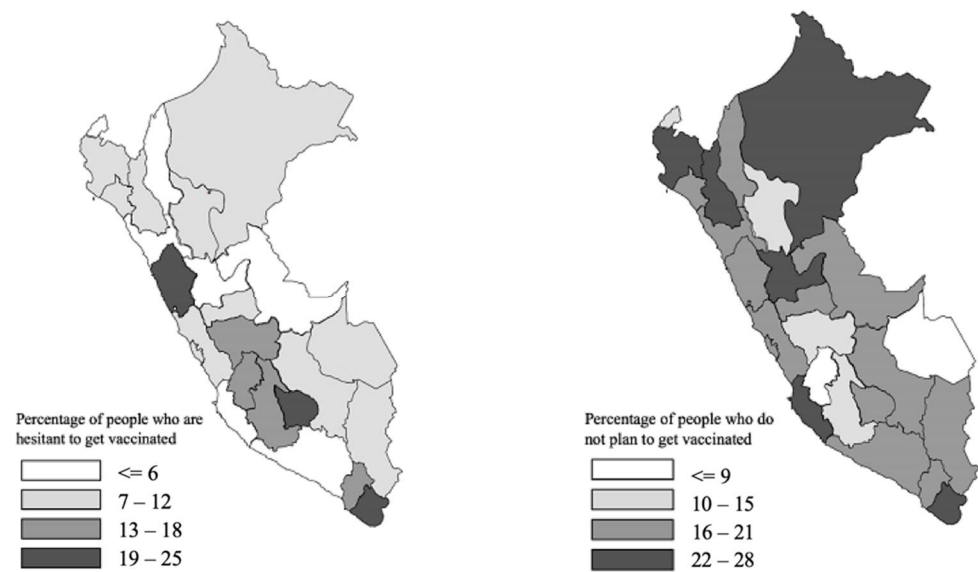 Percentage of people who are
hesitant to get vaccinated
<= 6
7 – 12
13 – 18
19 – 25
Percentage of people who do
not plan to get vaccinated
<= 9
10 – 15
16 – 21
22 – 28